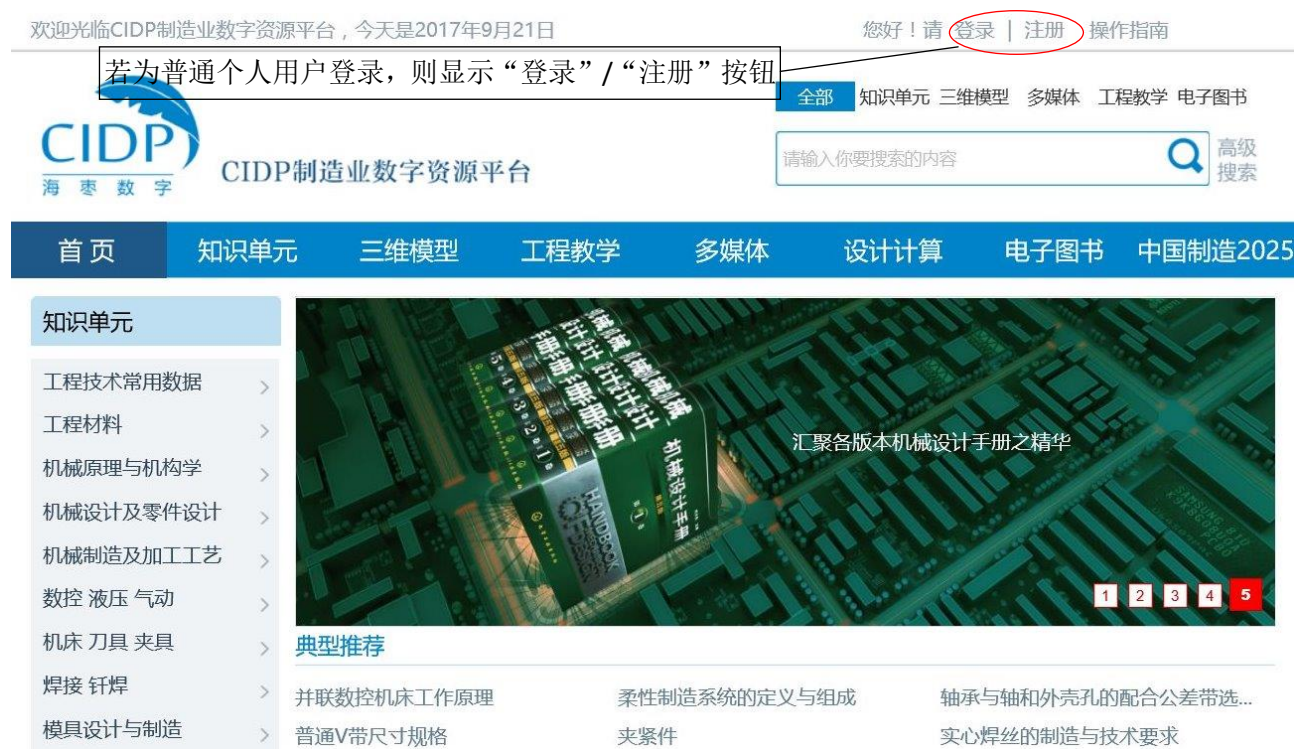 欢迎光临CIDP制造业数字资源平台，今天是2017年9月21日
您好！请 登录 | 注册 操作指南
若为普通个人用户登录，则显示“登录”/“注册”按钮
全部 知识单元 三维模型 多媒体 工程教学 电子图书
CIDP
海枣数字
CIDP制造业数字资源平台
请输入你要搜索的内容
高级
搜索
首页 知识单元 三维模型 工程教学 多媒体 设计计算 电子图书 中国制造2025
知识单元
工程技术常用数据
工程材料
机械原理与机构学
机械设计及零件设计
机械制造及加工工艺
数控 液压 气动
机床 刀具 夹具
焊接 钎焊
模具设计与制造
机械设计手册
HANDBOOK
OF DESIGN
汇聚各版本机械设计手册之精华
1 2 3 4 5
典型推荐
并联数控机床工作原理 柔性制造系统的定义与组成 轴承与轴和外壳孔的配合公差带选...
普通V带尺寸规格 夹紧件 实心焊丝的制造与技术要求